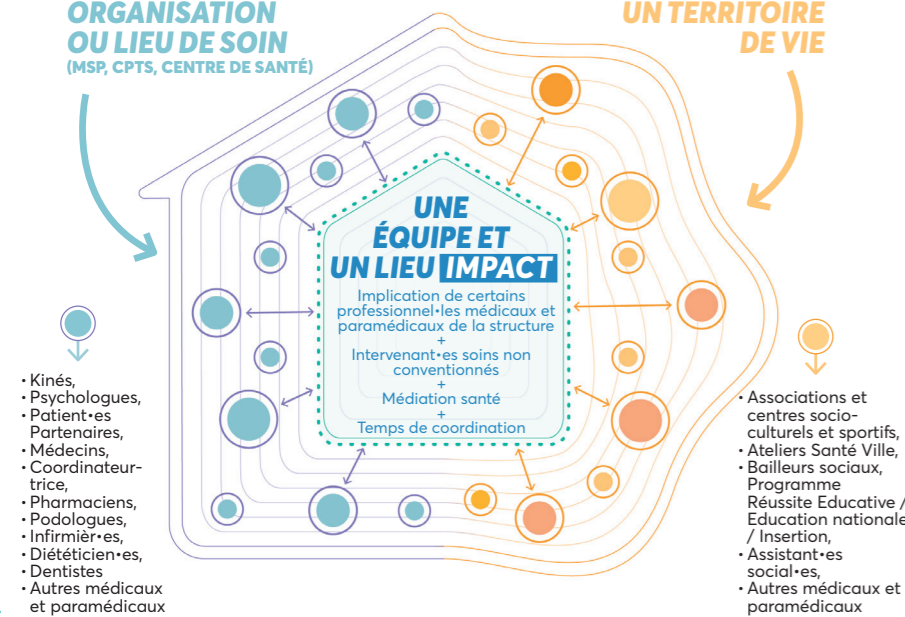 ORGANISATION
OU LIEU DE SOIN
(MSP, CPTS, CENTRE DE SANTÉ)
UN TERRITOIRE
DE VIE
UNE
ÉQUIPE ET
UN LIEU IMPACT
Implication de certains
professionnel•les médicaux et
paramédicaux de la structure
+
Intervenant•es soins non
conventionnés
+
Médiation santé
+
Temps de coordination
• Kinés,
• Psychologues,
• Patient•es
Partenaires,
• Médecins,
• Coordinateur-
trice,
• Pharmaciens,
• Podologues,
• Infirmièr•es,
• Diététicien•es,
• Dentistes
• Autres médicaux
et paramédicaux
• Associations et
centres socio-
culturels et sportifs,
• Ateliers Santé Ville,
• Bailleurs sociaux,
Programme
Réussite Educative /
Education nationale
/ Insertion,
• Assistant•es
social•es,
• Autres médicaux et
paramédicaux